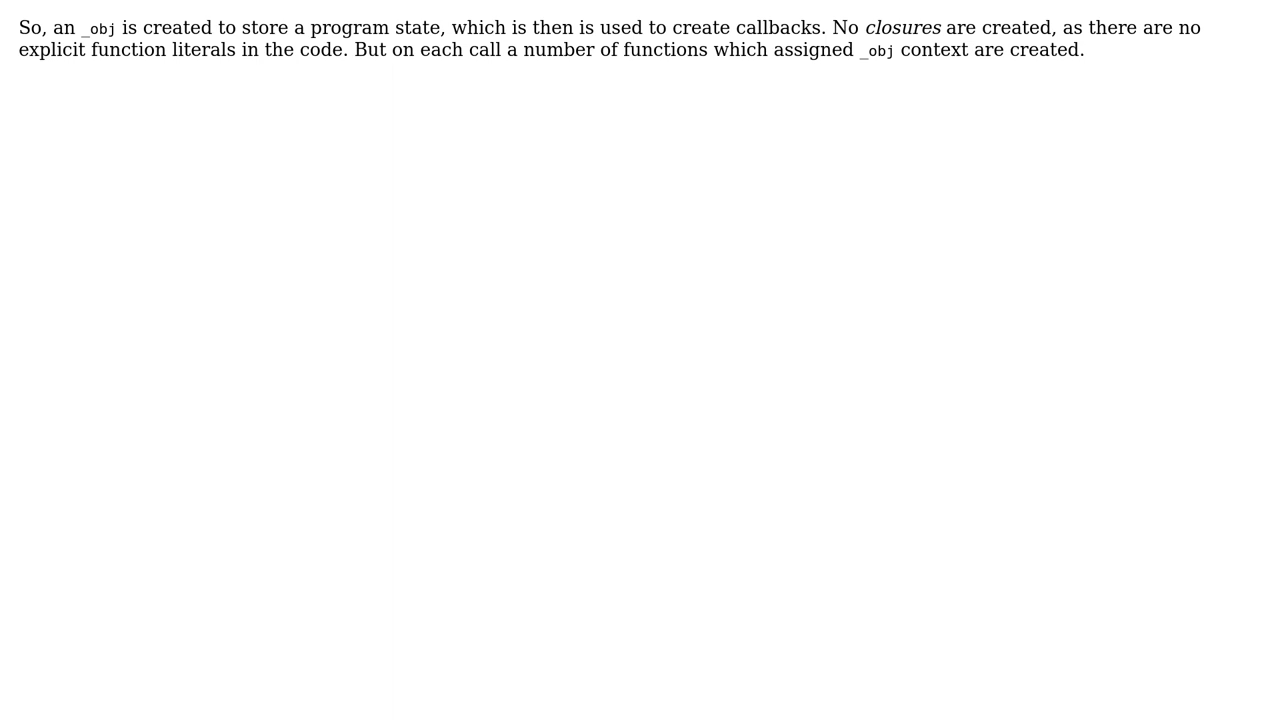 So, an _obj is created to store a program state, which is then is used to create callbacks. No closures are created, as there are no
explicit function literals in the code. But on each call a number of functions which assigned _obj context are created.